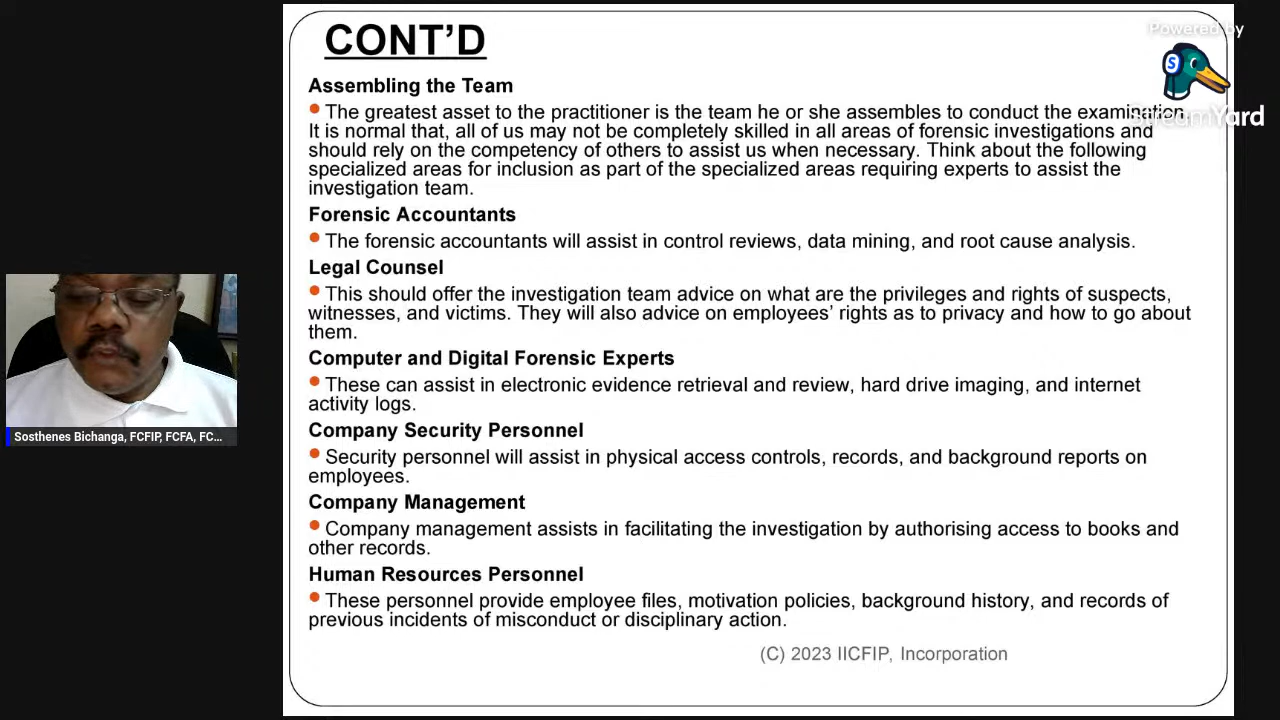 CONT’D
Assembling the Team
The greatest asset to the practitioner is the team he or she assembles to conduct the examination.
It is normal that, all of us may not be completely skilled in all areas of forensic investigations and
should rely on the competency of others to assist us when necessary. Think about the following
specialized areas for inclusion as part of the specialized areas requiring experts to assist the
investigation team.
Forensic Accountants
The forensic accountants will assist in control reviews, data mining, and root cause analysis.
Legal Counsel
This should offer the investigation team advice on what are the privileges and rights of suspects,
witnesses, and victims. They will also advice on employees’ rights as to privacy and how to go about
them.
Computer and Digital Forensic Experts
These can assist in electronic evidence retrieval and review, hard drive imaging, and internet
activity logs.
Company Security Personnel
Security personnel will assist in physical access controls, records, and background reports on
employees.
Company Management
Company management assists in facilitating the investigation by authorising access to books and
other records.
Human Resources Personnel
These personnel provide employee files, motivation policies, background history, and records of
previous incidents of misconduct or disciplinary action.
(C) 2023 IICFIP, Incorporation
Powered by
S
StreamYard
Sosthenes Bichanga, FCFIP, FCFA, FC...